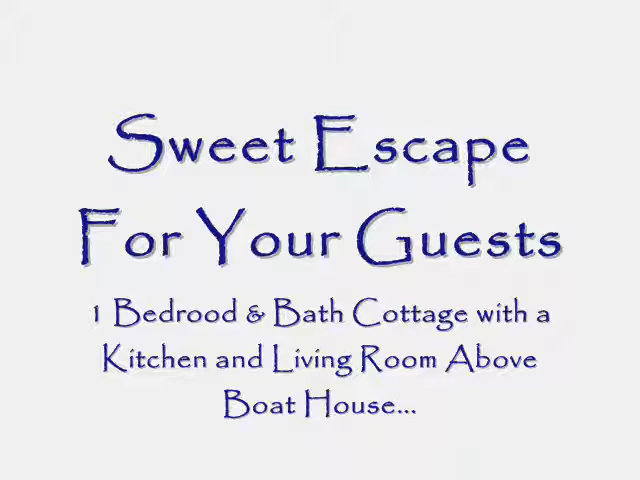 Sweet Escape
For Your Guests
1 Bedrood & Bath Cottage with a
Kitchen and Living Room Above
Boat House...